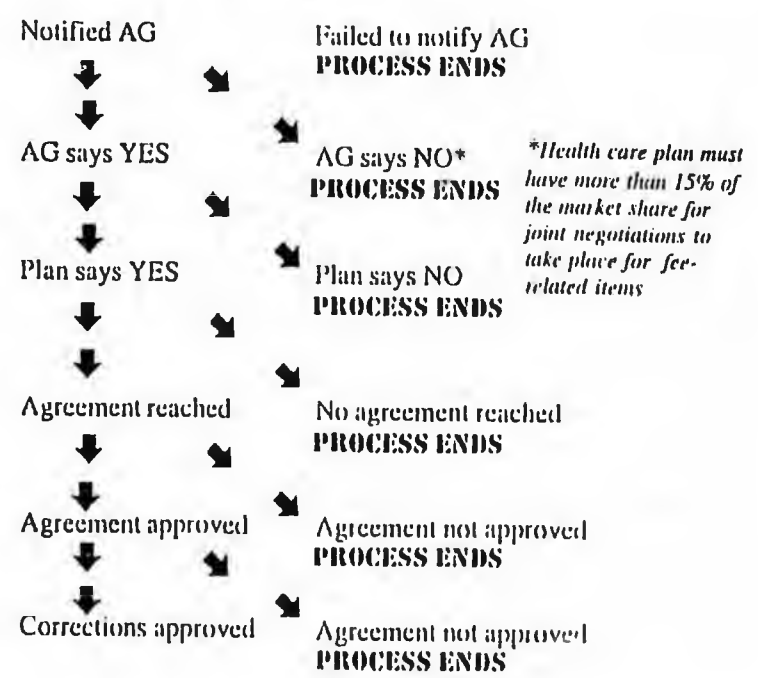 Notified AG
Failed to notify AG
PROCESS ENDS
AG says YES
AG says NO*
PROCESS ENDS
*Health care plan must
have more than 15% of
the market share for
joint negotiations to
take place for fee-
related items
Plan says YES
Plan says NO
PROCESS ENDS
Agreement reached
No agreement reached
PROCESS ENDS
Agreement approved
Agreement not approved
PROCESS ENDS
Corrections approved
Agreement not approved
PROCESS ENDS